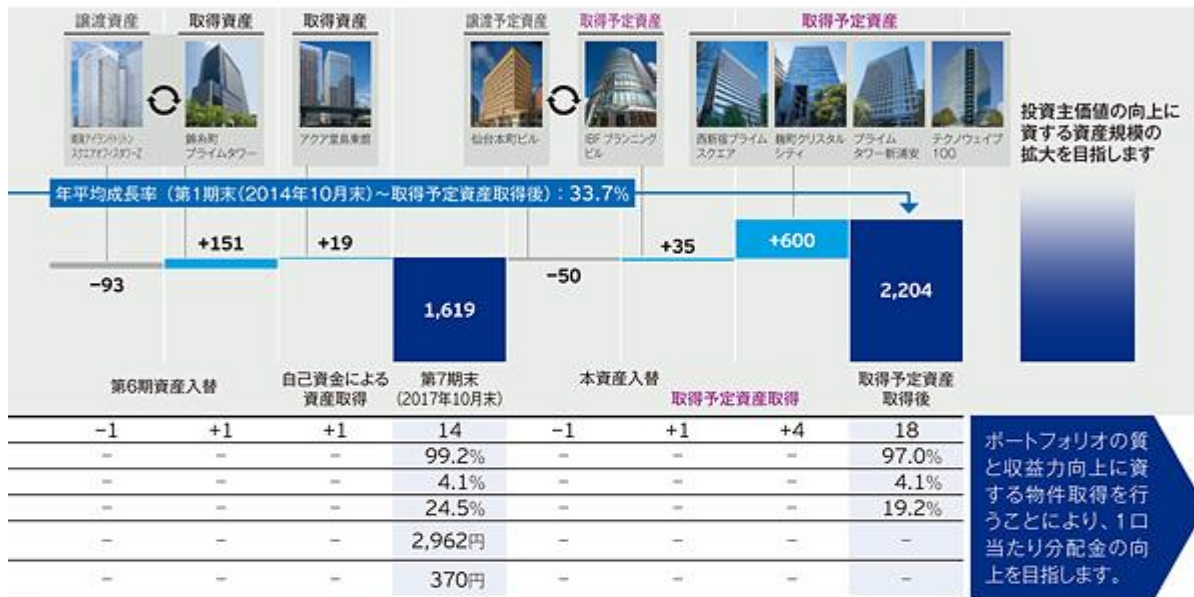 譲渡資産
取得資産
取得資産
譲渡予定資産
取得予定資産
取得予定資産
錦糸町
プライムタワー
アクア堂島東館
仙台本町ビル
IBF プランニング
ビル
西新宿プライム
スクエア
麹町クリスタル
シティ
プライム
タワー新浦安
テクノウェイブ
100
投資主価値の向上に
資する資産規模の
拡大を目指します
年平均成長率（第1期末(2014年10月末)～取得予定資産取得後）: 33.7%
-93
+151
+19
1,619
-50
+35
+600
2,204
第6期資産入替
自己資金による
資産取得
第7期末
(2017年10月末)
本資産入替
取得予定資産取得
取得予定資産
取得後
-1 +1 +1 14 -1 +1 +4 18
- - - 99.2% - - - 97.0%
- - - 4.1% - - - 4.1%
- - - 24.5% - - - 19.2%
- - - 2,962円 - - - -
- - - 370円 - - - -
ポートフォリオの質
と収益力向上に資
する物件取得を行
うことにより、1口
当たり分配金の向
上を目指します。